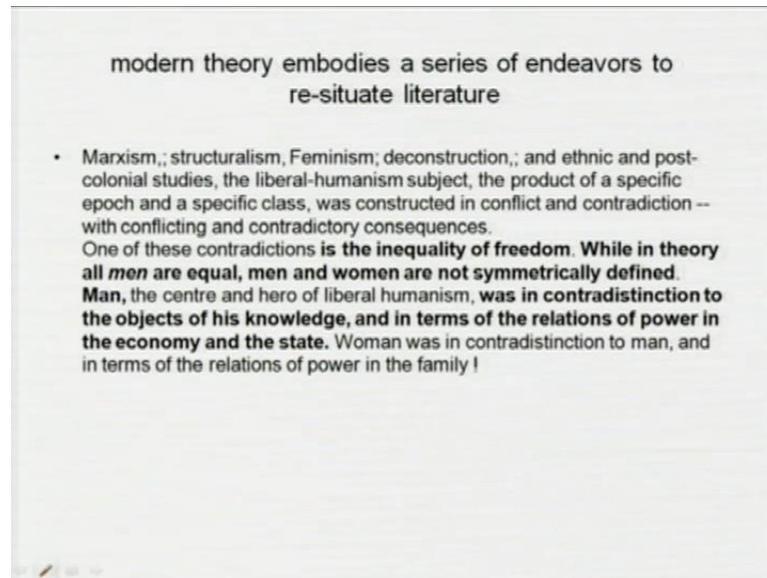 modern theory embodies a series of endeavors to
re-situate literature
• Marxism,; structuralism, Feminism; deconstruction,; and ethnic and post-
colonial studies, the liberal-humanism subject, the product of a specific
epoch and a specific class, was constructed in conflict and contradiction --
with conflicting and contradictory consequences.
One of these contradictions is the inequality of freedom. While in theory
all men are equal, men and women are not symmetrically defined.
Man, the centre and hero of liberal humanism, was in contradistinction to
the objects of his knowledge, and in terms of the relations of power in
the economy and the state. Woman was in contradistinction to man, and
in terms of the relations of power in the family !